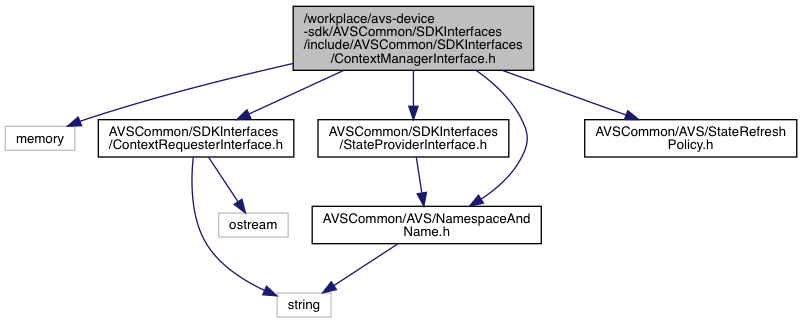 /workplace/avs-device
-sdk/AVSCommon/SDKInterfaces
/include/AVSCommon/SDKInterfaces
/ContextManagerInterface.h
memory
AVSCommon/SDKInterfaces
/ContextRequesterInterface.h
AVSCommon/SDKInterfaces
/StateProviderInterface.h
AVSCommon/AVS/StateRefresh
Policy.h
ostream
AVSCommon/AVS/NamespaceAnd
Name.h
string